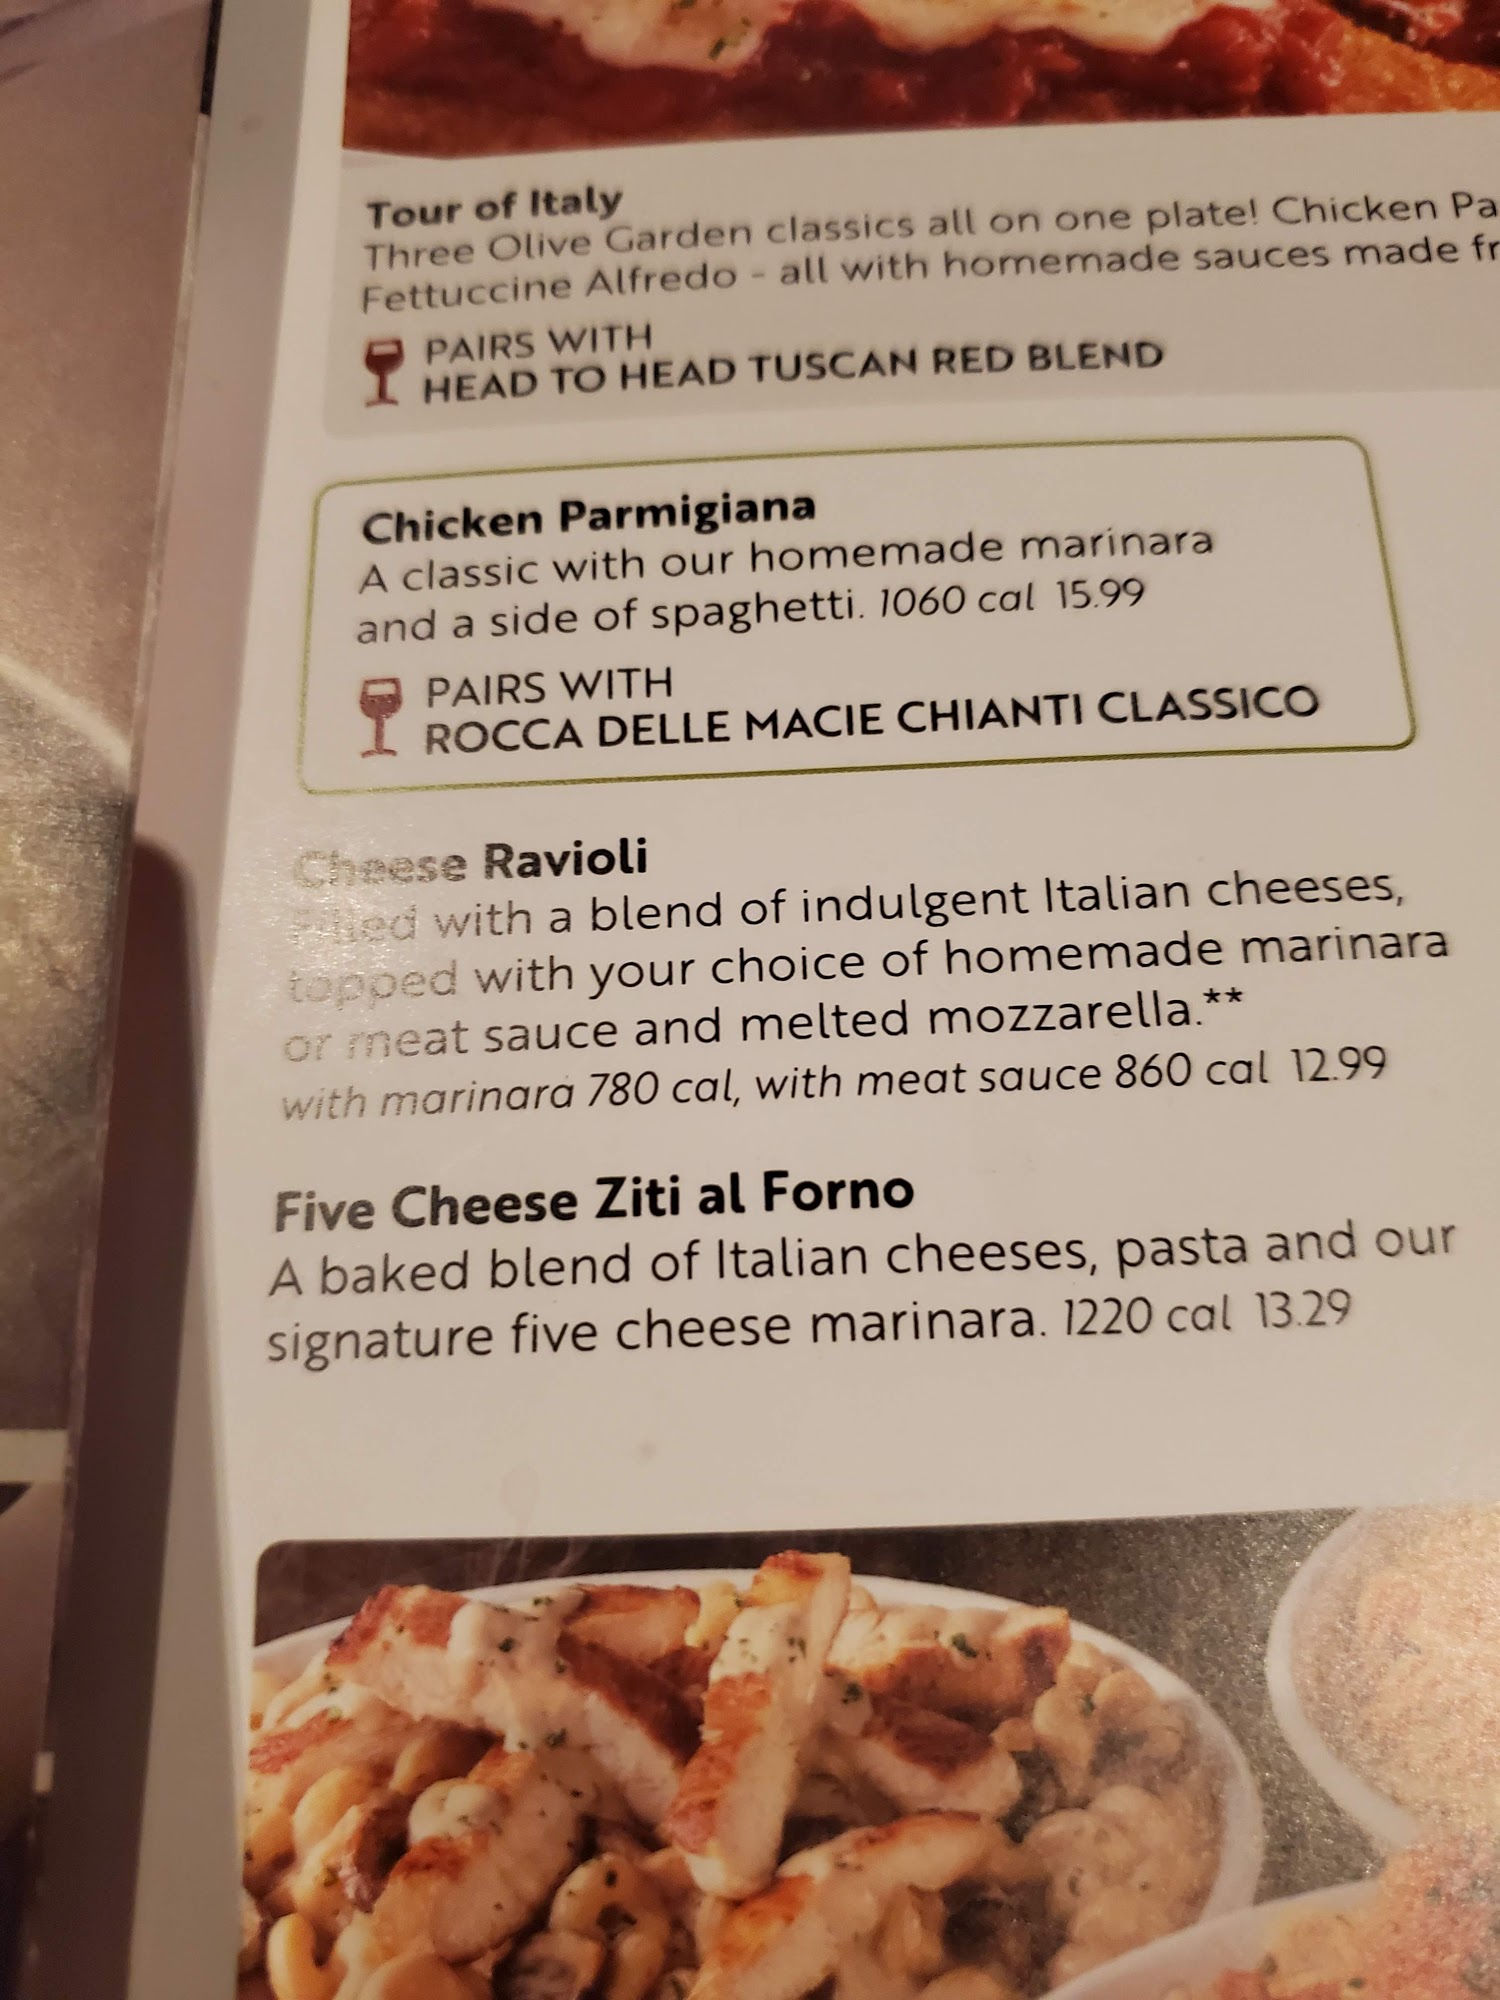 Tour of Italy
Three Olive Garden classics all on one plate! Chicken Pa
Fettuccine Alfredo - all with homemade sauces made fr
PAIRS WITH
HEAD TO HEAD TUSCAN RED BLEND
Chicken Parmigiana
A classic with our homemade marinara
and a side of spaghetti. 1060 cal 15.99
PAIRS WITH
ROCCA DELLE MACIE CHIANTI CLASSICO
Cheese Ravioli
Filled with a blend of indulgent Italian cheeses,
topped with your choice of homemade marinara
or meat sauce and melted mozzarella.**
with marinara 780 cal, with meat sauce 860 cal 12.99
Five Cheese Ziti al Forno
A baked blend of Italian cheeses, pasta and our
signature five cheese marinara. 1220 cal 13.29